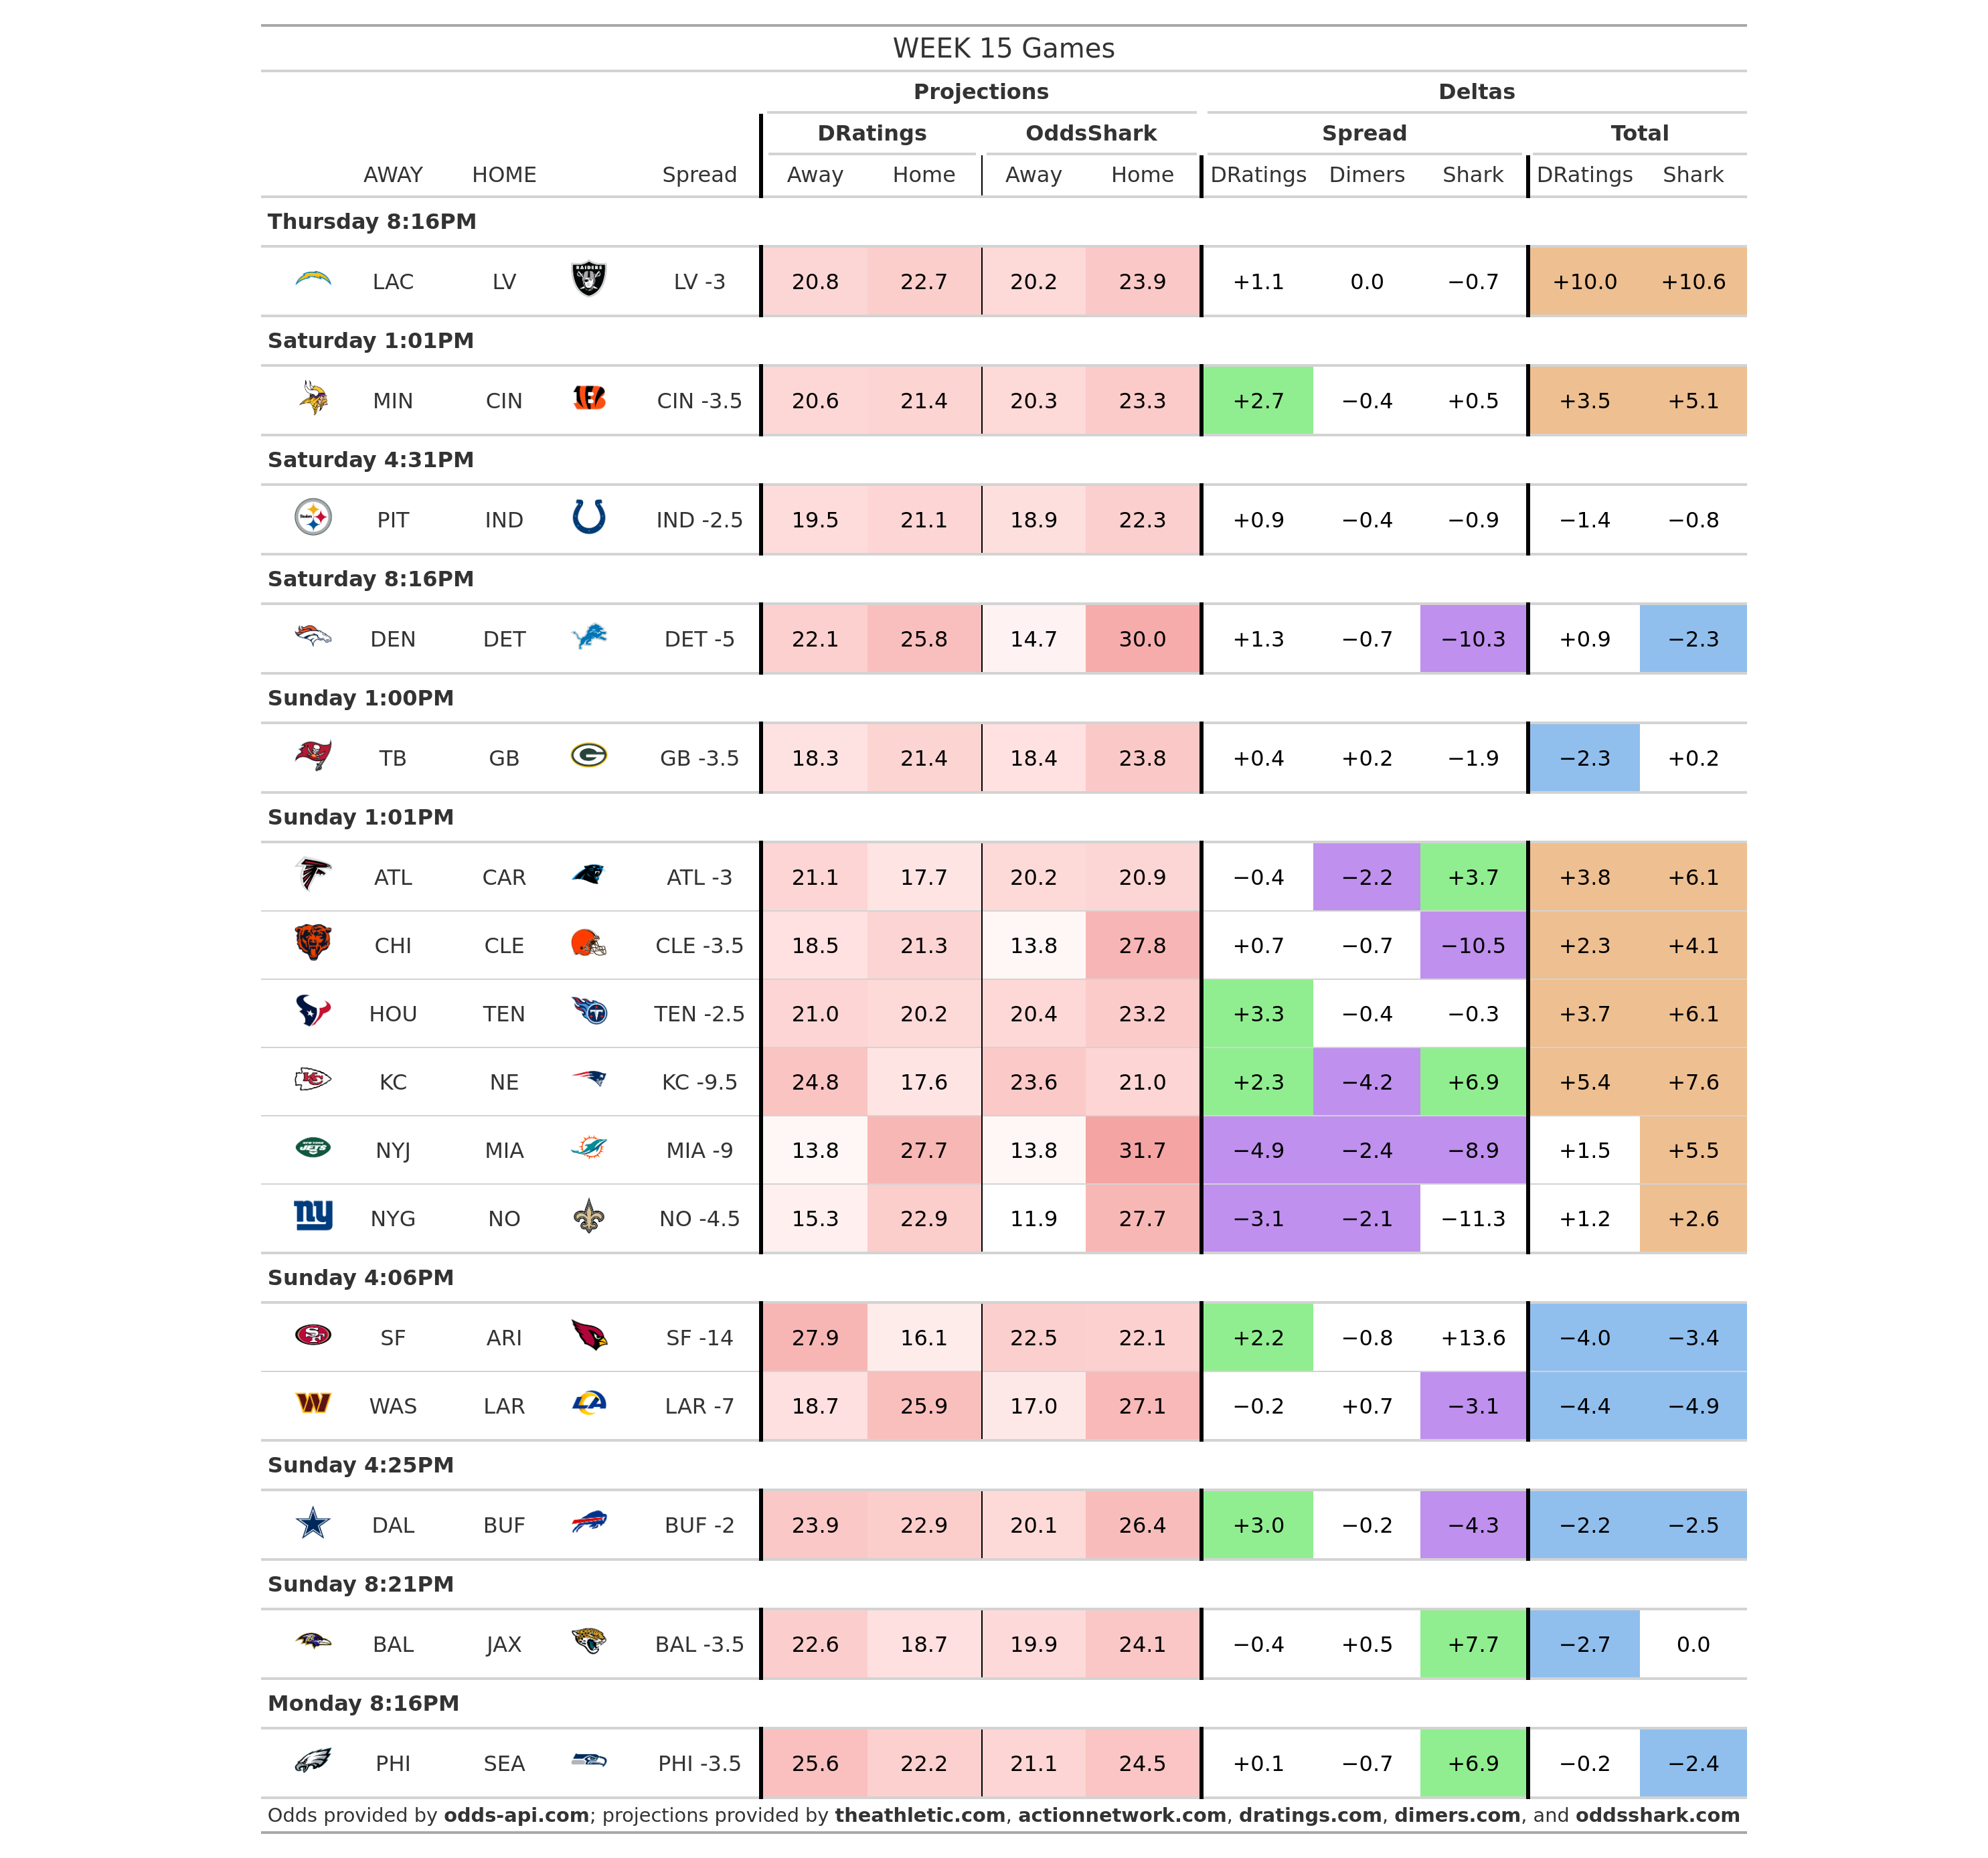 WEEK 15 Games
Projections Deltas
DRatings OddsShark Spread Total
AWAY HOME Spread Away Home Away Home DRatings Dimers Shark DRatings Shark
Thursday 8:16PM
LAC LV RAIDERS LV -3 20.8 22.7 20.2 23.9 +1.1 0.0 −0.7 +10.0 +10.6
Saturday 1:01PM
MIN CIN CIN -3.5 20.6 21.4 20.3 23.3 +2.7 −0.4 +0.5 +3.5 +5.1
Saturday 4:31PM
PIT IND IND -2.5 19.5 21.1 18.9 22.3 +0.9 −0.4 −0.9 −1.4 −0.8
Saturday 8:16PM
DEN DET DET -5 22.1 25.8 14.7 30.0 +1.3 −0.7 −10.3 +0.9 −2.3
Sunday 1:00PM
TB GB G GB -3.5 18.3 21.4 18.4 23.8 +0.4 +0.2 −1.9 −2.3 +0.2
Sunday 1:01PM
ATL CAR ATL -3 21.1 17.7 20.2 20.9 −0.4 −2.2 +3.7 +3.8 +6.1
CHI CLE CLE -3.5 18.5 21.3 13.8 27.8 +0.7 −0.7 −10.5 +2.3 +4.1
HOU TEN T TEN -2.5 21.0 20.2 20.4 23.2 +3.3 −0.4 −0.3 +3.7 +6.1
KC KC NE KC -9.5 24.8 17.6 23.6 21.0 +2.3 −4.2 +6.9 +5.4 +7.6
JETS NYJ MIA MIA -9 13.8 27.7 13.8 31.7 −4.9 −2.4 −8.9 +1.5 +5.5
ny NYG NO NO -4.5 15.3 22.9 11.9 27.7 −3.1 −2.1 −11.3 +1.2 +2.6
Sunday 4:06PM
SF SF ARI SF -14 27.9 16.1 22.5 22.1 +2.2 −0.8 +13.6 −4.0 −3.4
W WAS LAR LA LAR -7 18.7 25.9 17.0 27.1 −0.2 +0.7 −3.1 −4.4 −4.9
Sunday 4:25PM
DAL BUF BUF -2 23.9 22.9 20.1 26.4 +3.0 −0.2 −4.3 −2.2 −2.5
Sunday 8:21PM
BAL JAX BAL -3.5 22.6 18.7 19.9 24.1 −0.4 +0.5 +7.7 −2.7 0.0
Monday 8:16PM
PHI SEA PHI -3.5 25.6 22.2 21.1 24.5 +0.1 −0.7 +6.9 −0.2 −2.4
Odds provided by odds-api.com; projections provided by theathletic.com, actionnetwork.com, dratings.com, dimers.com, and oddsshark.com